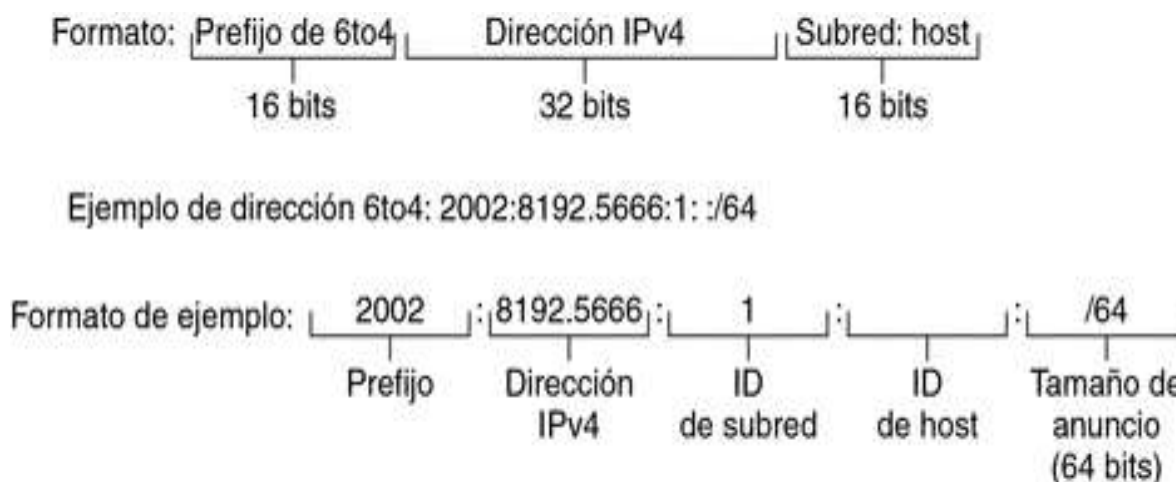 Formato: Prefijo de 6to4 Dirección IPv4 Subred: host
16 bits 32 bits 16 bits
Ejemplo de dirección 6to4: 2002:8192.5666:1: :/64
Formato de ejemplo: 2002 : 8192.5666 : 1 : : /64
Prefijo Dirección ID ID Tamaño de
IPv4 de subred de host anuncio
(64 bits)